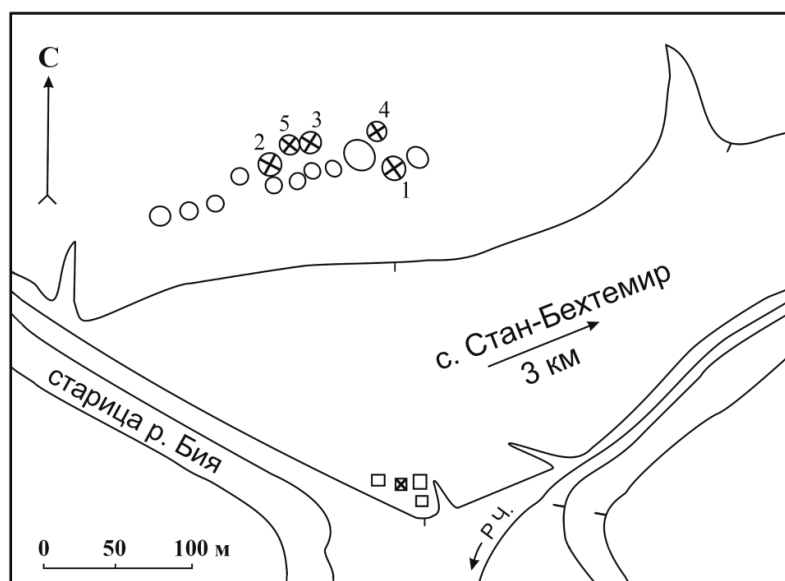 С
4
5 3
2
1
с. Стан-Бехтемир
3 км
старица р. Бия
Р.Ч.
0 50 100 м